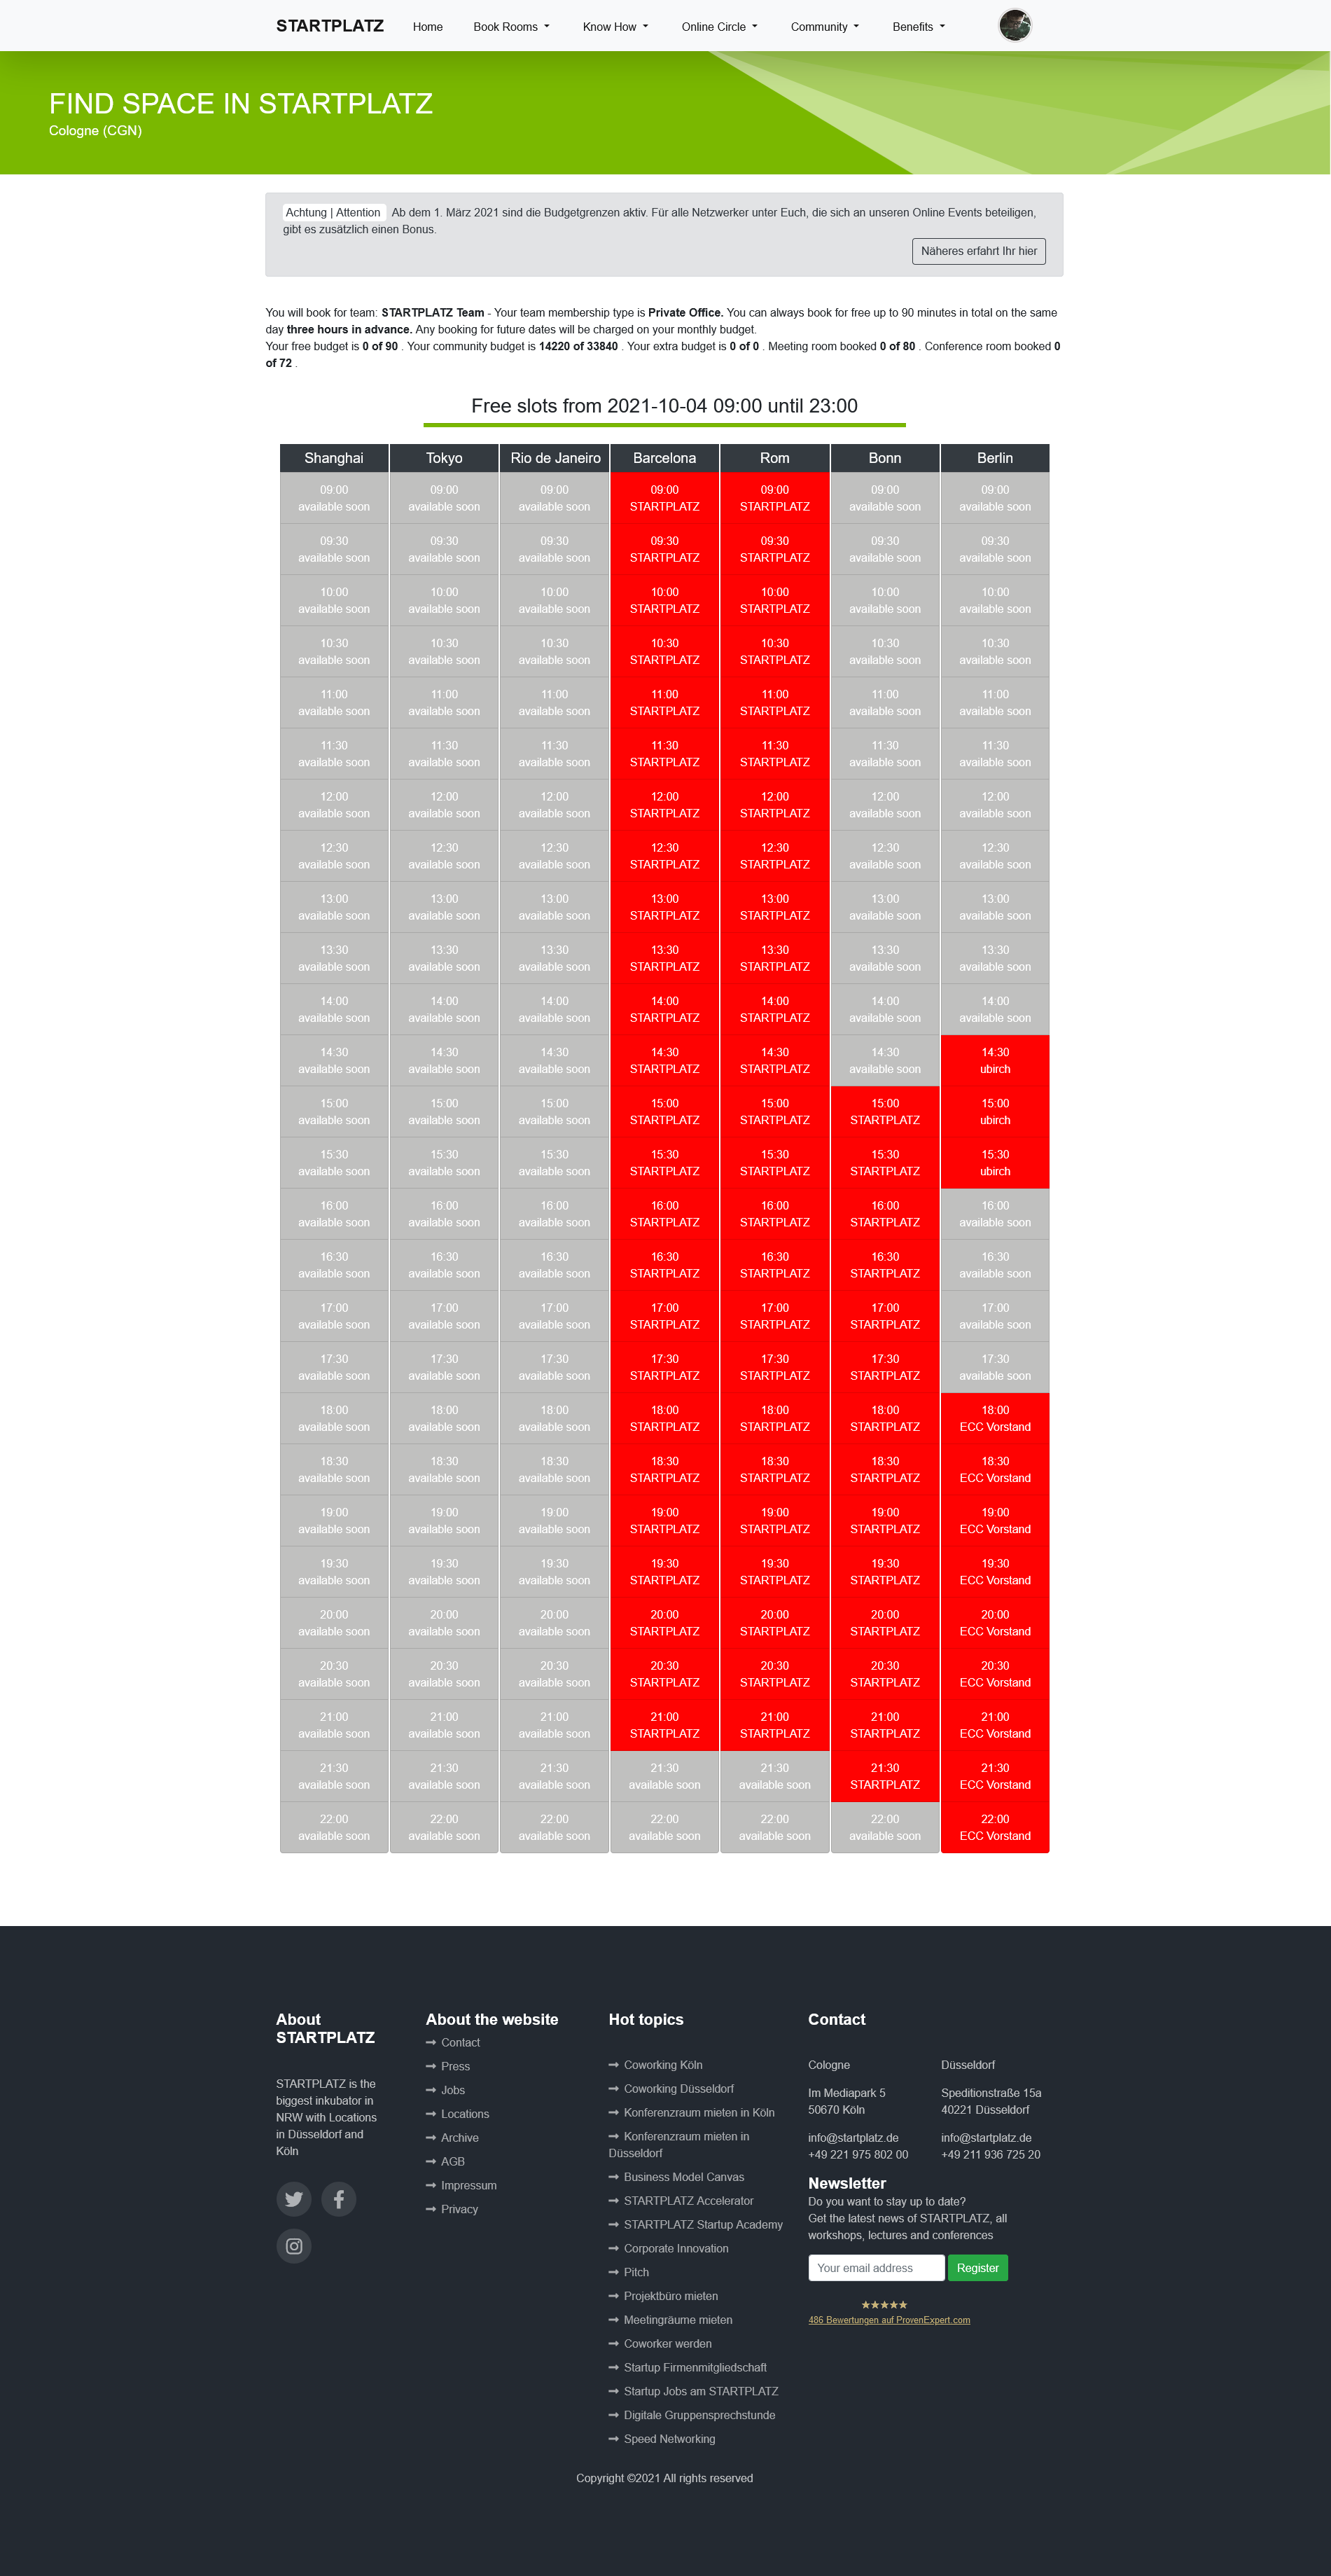 STARTPLATZ Home Book Rooms Know How Online Circle Community Benefits
FIND SPACE IN STARTPLATZ
Cologne (CGN)
Achtung | Attention Ab dem 1. März 2021 sind die Budgetgrenzen aktiv. Für alle Netzwerker unter Euch, die sich an unseren Online Events beteiligen,
gibt es zusätzlich einen Bonus.
Näheres erfahrt Ihr hier
You will book for team: STARTPLATZ Team - Your team membership type is Private Office. You can always book for free up to 90 minutes in total on the same
day three hours in advance. Any booking for future dates will be charged on your monthly budget.
Your free budget is 0 of 90 . Your community budget is 14220 of 33840 . Your extra budget is 0 of 0 . Meeting room booked 0 of 80 . Conference room booked 0
of 72 .
Free slots from 2021-10-04 09:00 until 23:00
Shanghai Tokyo Rio de Janeiro Barcelona Rom Bonn Berlin
09:00 09:00 09:00 09:00 09:00 09:00 09:00
available soon available soon available soon STARTPLATZ STARTPLATZ available soon available soon
09:30 09:30 09:30 09:30 09:30 09:30 09:30
available soon available soon available soon STARTPLATZ STARTPLATZ available soon available soon
10:00 10:00 10:00 10:00 10:00 10:00 10:00
available soon available soon available soon STARTPLATZ STARTPLATZ available soon available soon
10:30 10:30 10:30 10:30 10:30 10:30 10:30
available soon available soon available soon STARTPLATZ STARTPLATZ available soon available soon
11:00 11:00 11:00 11:00 11:00 11:00 11:00
available soon available soon available soon STARTPLATZ STARTPLATZ available soon available soon
11:30 11:30 11:30 11:30 11:30 11:30 11:30
available soon available soon available soon STARTPLATZ STARTPLATZ available soon available soon
12:00 12:00 12:00 12:00 12:00 12:00 12:00
available soon available soon available soon STARTPLATZ STARTPLATZ available soon available soon
12:30 12:30 12:30 12:30 12:30 12:30 12:30
available soon available soon available soon STARTPLATZ STARTPLATZ available soon available soon
13:00 13:00 13:00 13:00 13:00 13:00 13:00
available soon available soon available soon STARTPLATZ STARTPLATZ available soon available soon
13:30 13:30 13:30 13:30 13:30 13:30 13:30
available soon available soon available soon STARTPLATZ STARTPLATZ available soon available soon
14:00 14:00 14:00 14:00 14:00 14:00 14:00
available soon available soon available soon STARTPLATZ STARTPLATZ available soon available soon
14:30 14:30 14:30 14:30 14:30 14:30 14:30
available soon available soon available soon STARTPLATZ STARTPLATZ available soon ubirch
15:00 15:00 15:00 15:00 15:00 15:00 15:00
available soon available soon available soon STARTPLATZ STARTPLATZ STARTPLATZ ubirch
15:30 15:30 15:30 15:30 15:30 15:30 15:30
available soon available soon available soon STARTPLATZ STARTPLATZ STARTPLATZ ubirch
16:00 16:00 16:00 16:00 16:00 16:00 16:00
available soon available soon available soon STARTPLATZ STARTPLATZ STARTPLATZ available soon
16:30 16:30 16:30 16:30 16:30 16:30 16:30
available soon available soon available soon STARTPLATZ STARTPLATZ STARTPLATZ available soon
17:00 17:00 17:00 17:00 17:00 17:00 17:00
available soon available soon available soon STARTPLATZ STARTPLATZ STARTPLATZ available soon
17:30 17:30 17:30 17:30 17:30 17:30 17:30
available soon available soon available soon STARTPLATZ STARTPLATZ STARTPLATZ available soon
18:00 18:00 18:00 18:00 18:00 18:00 18:00
available soon available soon available soon STARTPLATZ STARTPLATZ STARTPLATZ ECC Vorstand
18:30 18:30 18:30 18:30 18:30 18:30 18:30
available soon available soon available soon STARTPLATZ STARTPLATZ STARTPLATZ ECC Vorstand
19:00 19:00 19:00 19:00 19:00 19:00 19:00
available soon available soon available soon STARTPLATZ STARTPLATZ STARTPLATZ ECC Vorstand
19:30 19:30 19:30 19:30 19:30 19:30 19:30
available soon available soon available soon STARTPLATZ STARTPLATZ STARTPLATZ ECC Vorstand
20:00 20:00 20:00 20:00 20:00 20:00 20:00
available soon available soon available soon STARTPLATZ STARTPLATZ STARTPLATZ ECC Vorstand
20:30 20:30 20:30 20:30 20:30 20:30 20:30
available soon available soon available soon STARTPLATZ STARTPLATZ STARTPLATZ ECC Vorstand
21:00 21:00 21:00 21:00 21:00 21:00 21:00
available soon available soon available soon STARTPLATZ STARTPLATZ STARTPLATZ ECC Vorstand
21:30 21:30 21:30 21:30 21:30 21:30 21:30
available soon available soon available soon available soon available soon STARTPLATZ ECC Vorstand
22:00 22:00 22:00 22:00 22:00 22:00 22:00
available soon available soon available soon available soon available soon available soon ECC Vorstand
About
STARTPLATZ
STARTPLATZ is the
biggest inkubator in
NRW with Locations
in Düsseldorf and
Köln
About the website
Contact
Press
Jobs
Locations
Archive
AGB
Impressum
Privacy
Hot topics
Coworking Köln
Coworking Düsseldorf
Konferenzraum mieten in Köln
Konferenzraum mieten in
Düsseldorf
Business Model Canvas
STARTPLATZ Accelerator
STARTPLATZ Startup Academy
Corporate Innovation
Pitch
Projektbüro mieten
Meetingräume mieten
Coworker werden
Startup Firmenmitgliedschaft
Startup Jobs am STARTPLATZ
Digitale Gruppensprechstunde
Speed Networking
Contact
Cologne
Im Mediapark 5
50670 Köln
info@startplatz.de
+49 221 975 802 00
Düsseldorf
Speditionstraße 15a
40221 Düsseldorf
info@startplatz.de
+49 211 936 725 20
Newsletter
Do you want to stay up to date?
Get the latest news of STARTPLATZ, all
workshops, lectures and conferences
Your email address Register
★★★★★
486 Bewertungen auf ProvenExpert.com
Copyright ©2021 All rights reserved